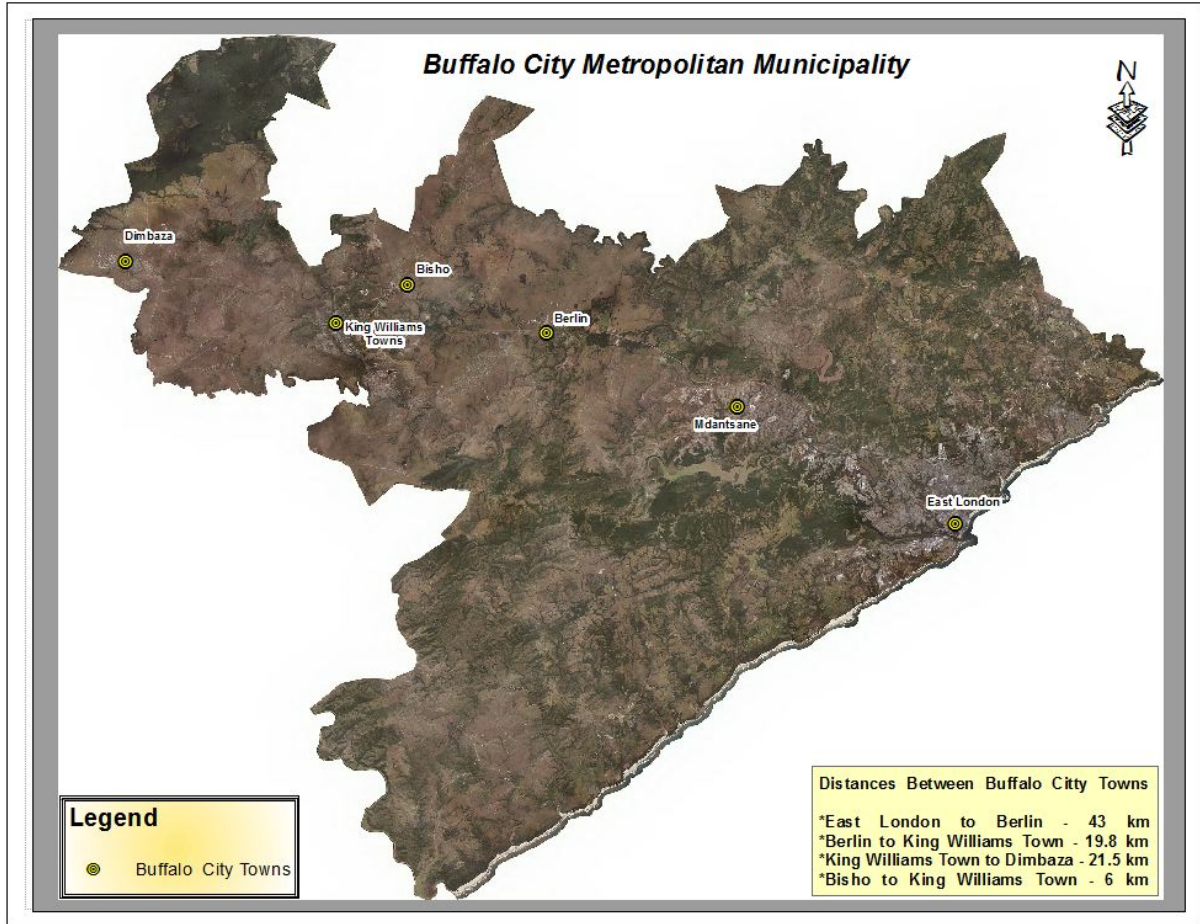 Buffalo City Metropolitan Municipality
N
Dimbaza
Bisho
King Williams
Towns
Berlin
Mdantsane
East London
Legend
Buffalo City Towns
Distances Between Buffalo Citty Towns
*East London to Berlin - 43 km
*Berlin to King Williams Town - 19.8 km
*King Williams Town to Dimbaza - 21.5 km
*Bisho to King Williams Town - 6 km